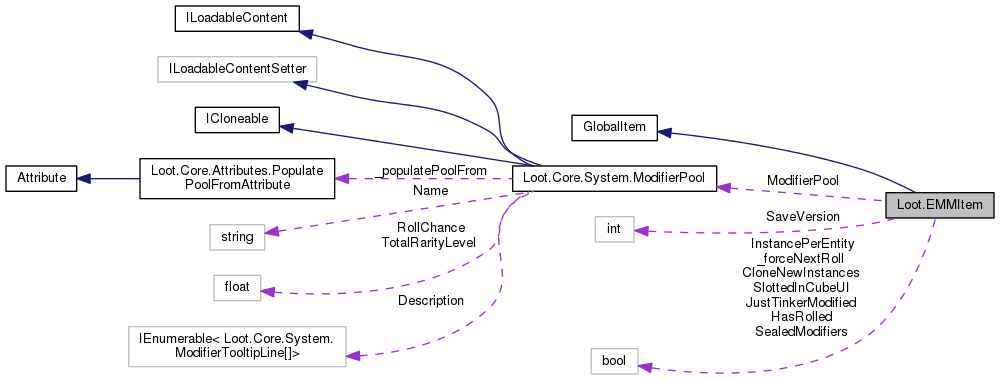 ILoadableContent
ILoadableContentSetter
ICloneable
GlobalItem
Attribute
Loot.Core.Attributes.Populate
PoolFromAttribute
_populatePoolFrom
Loot.Core.System.ModifierPool
ModifierPool
Loot.EMMItem
Name
string
RollChance
TotalRarityLevel
float
Description
IEnumerable< Loot.Core.System.
ModifierTooltipLine[]>
SaveVersion
int
InstancePerEntity
_forceNextRoll
CloneNewInstances
SlottedInCubeUI
JustTinkerModified
HasRolled
SealedModifiers
bool